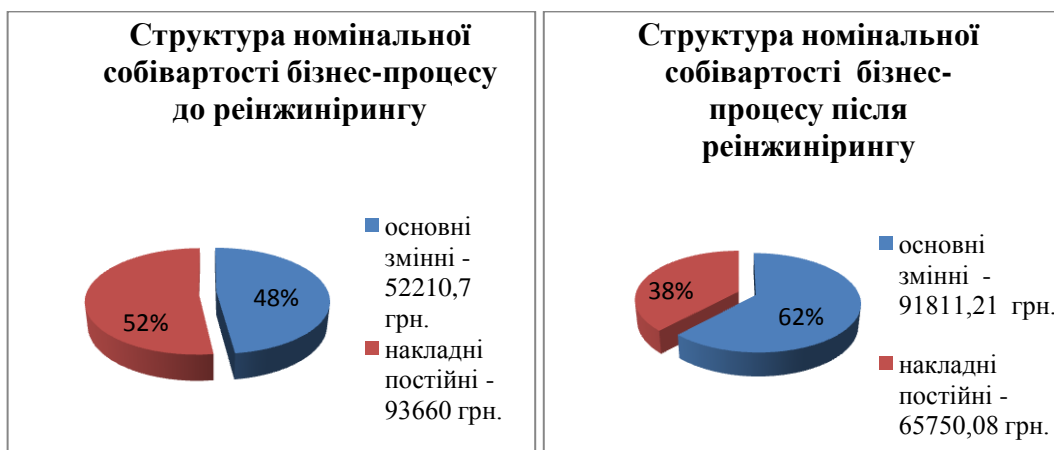 Структура номінальної
собівартості бізнес-процесу
до реінжинірингу
основні
змінні -
52210,7
грн.
накладні
постійні -
93660 грн.
48%
52%
Структура номінальної
собівартості бізнес-
процесу після
реінжинірингу
основні
змінні -
91811,21 грн.
накладні
постійні -
65750,08 грн.
38%
62%